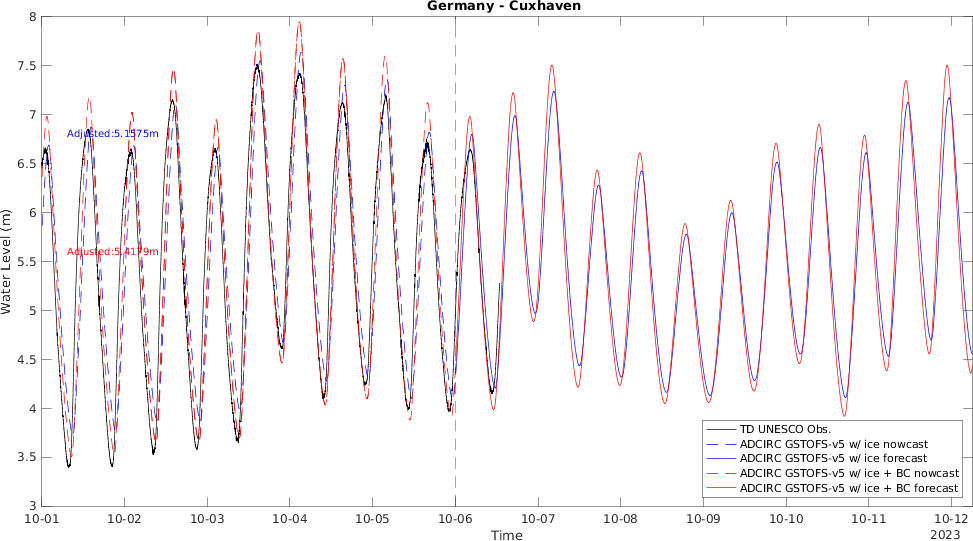 Germany - Cuxhaven
8
7.5
7
6.5
6
5.5
5
4.5
4
3.5
3
Water Level (m)
Adjusted:5.1575m
Adjusted:5.4179m
TD UNESCO Obs.
ADCIRC GSTOFS-v5 w/ ice nowcast
ADCIRC GSTOFS-v5 w/ ice forecast
ADCIRC GSTOFS-v5 w/ ice + BC nowcast
ADCIRC GSTOFS-v5 w/ ice + BC forecast
10-01 10-02 10-03 10-04 10-05 10-06 10-07 10-08 10-09 10-10 10-11 10-12
2023
Time